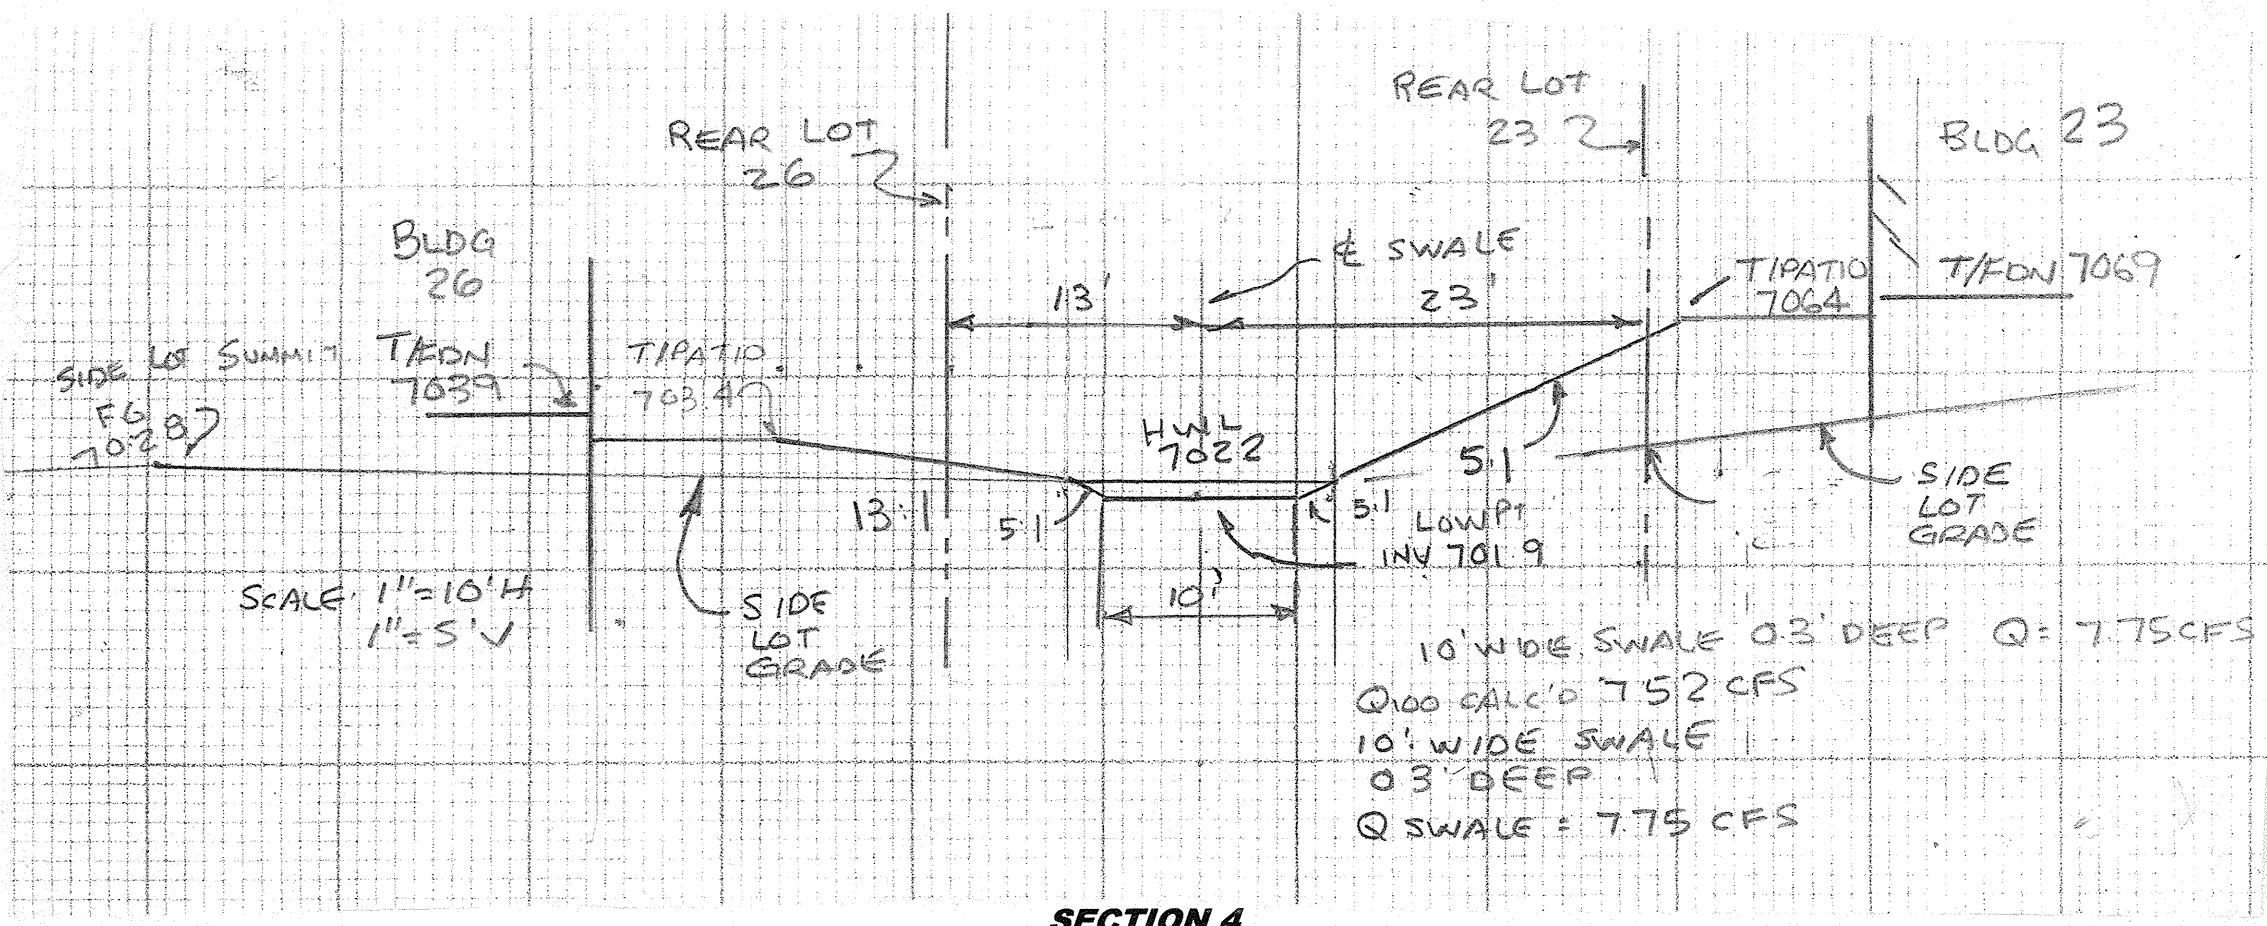 REAR LOT
26
REAR LOT
23
BLDG 23
BLDG
26
℄ SWALE
13'
23'
T/PATIO
7064
T/FDN 7069
SIDE LOT SUMMIT
FG
7028
T/FDN
7039
T/PATIO
7034
HWL
7022
5:1
13:1
5:1
5:1
LOW PT
INV 7019
SIDE
LOT
GRADE
10'
SCALE 1"=10'H
1"=5'V
SIDE
LOT
GRADE
10' WIDE SWALE 0.3' DEEP Q= 7.75 CFS
Q100 CALC'D 7.52 CFS
10' WIDE SWALE
0.3' DEEP
Q SWALE = 7.75 CFS
SECTION 4